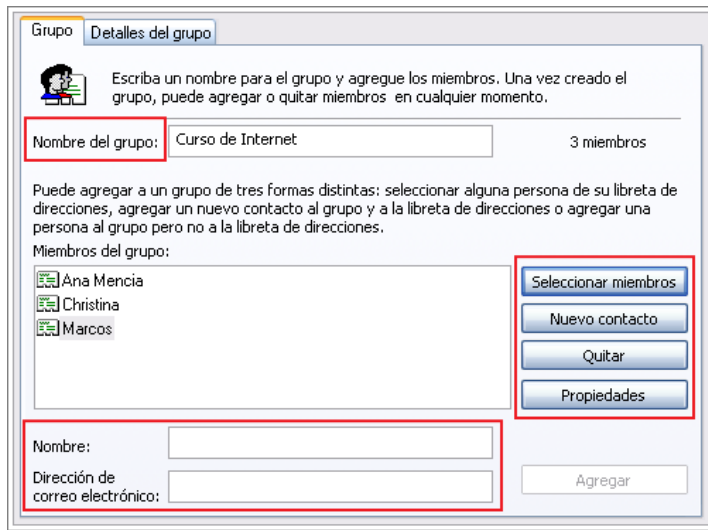 Grupo Detalles del grupo
Escriba un nombre para el grupo y agregue los miembros. Una vez creado el
grupo, puede agregar o quitar miembros en cualquier momento.
Nombre del grupo: Curso de Internet 3 miembros
Puede agregar a un grupo de tres formas distintas: seleccionar alguna persona de su libreta de
direcciones, agregar un nuevo contacto al grupo y a la libreta de direcciones o agregar una
persona al grupo pero no a la libreta de direcciones.
Miembros del grupo:
Ana Mencia
Christina
Marcos
Seleccionar miembros
Nuevo contacto
Quitar
Propiedades
Nombre:
Dirección de
correo electrónico:
Agregar